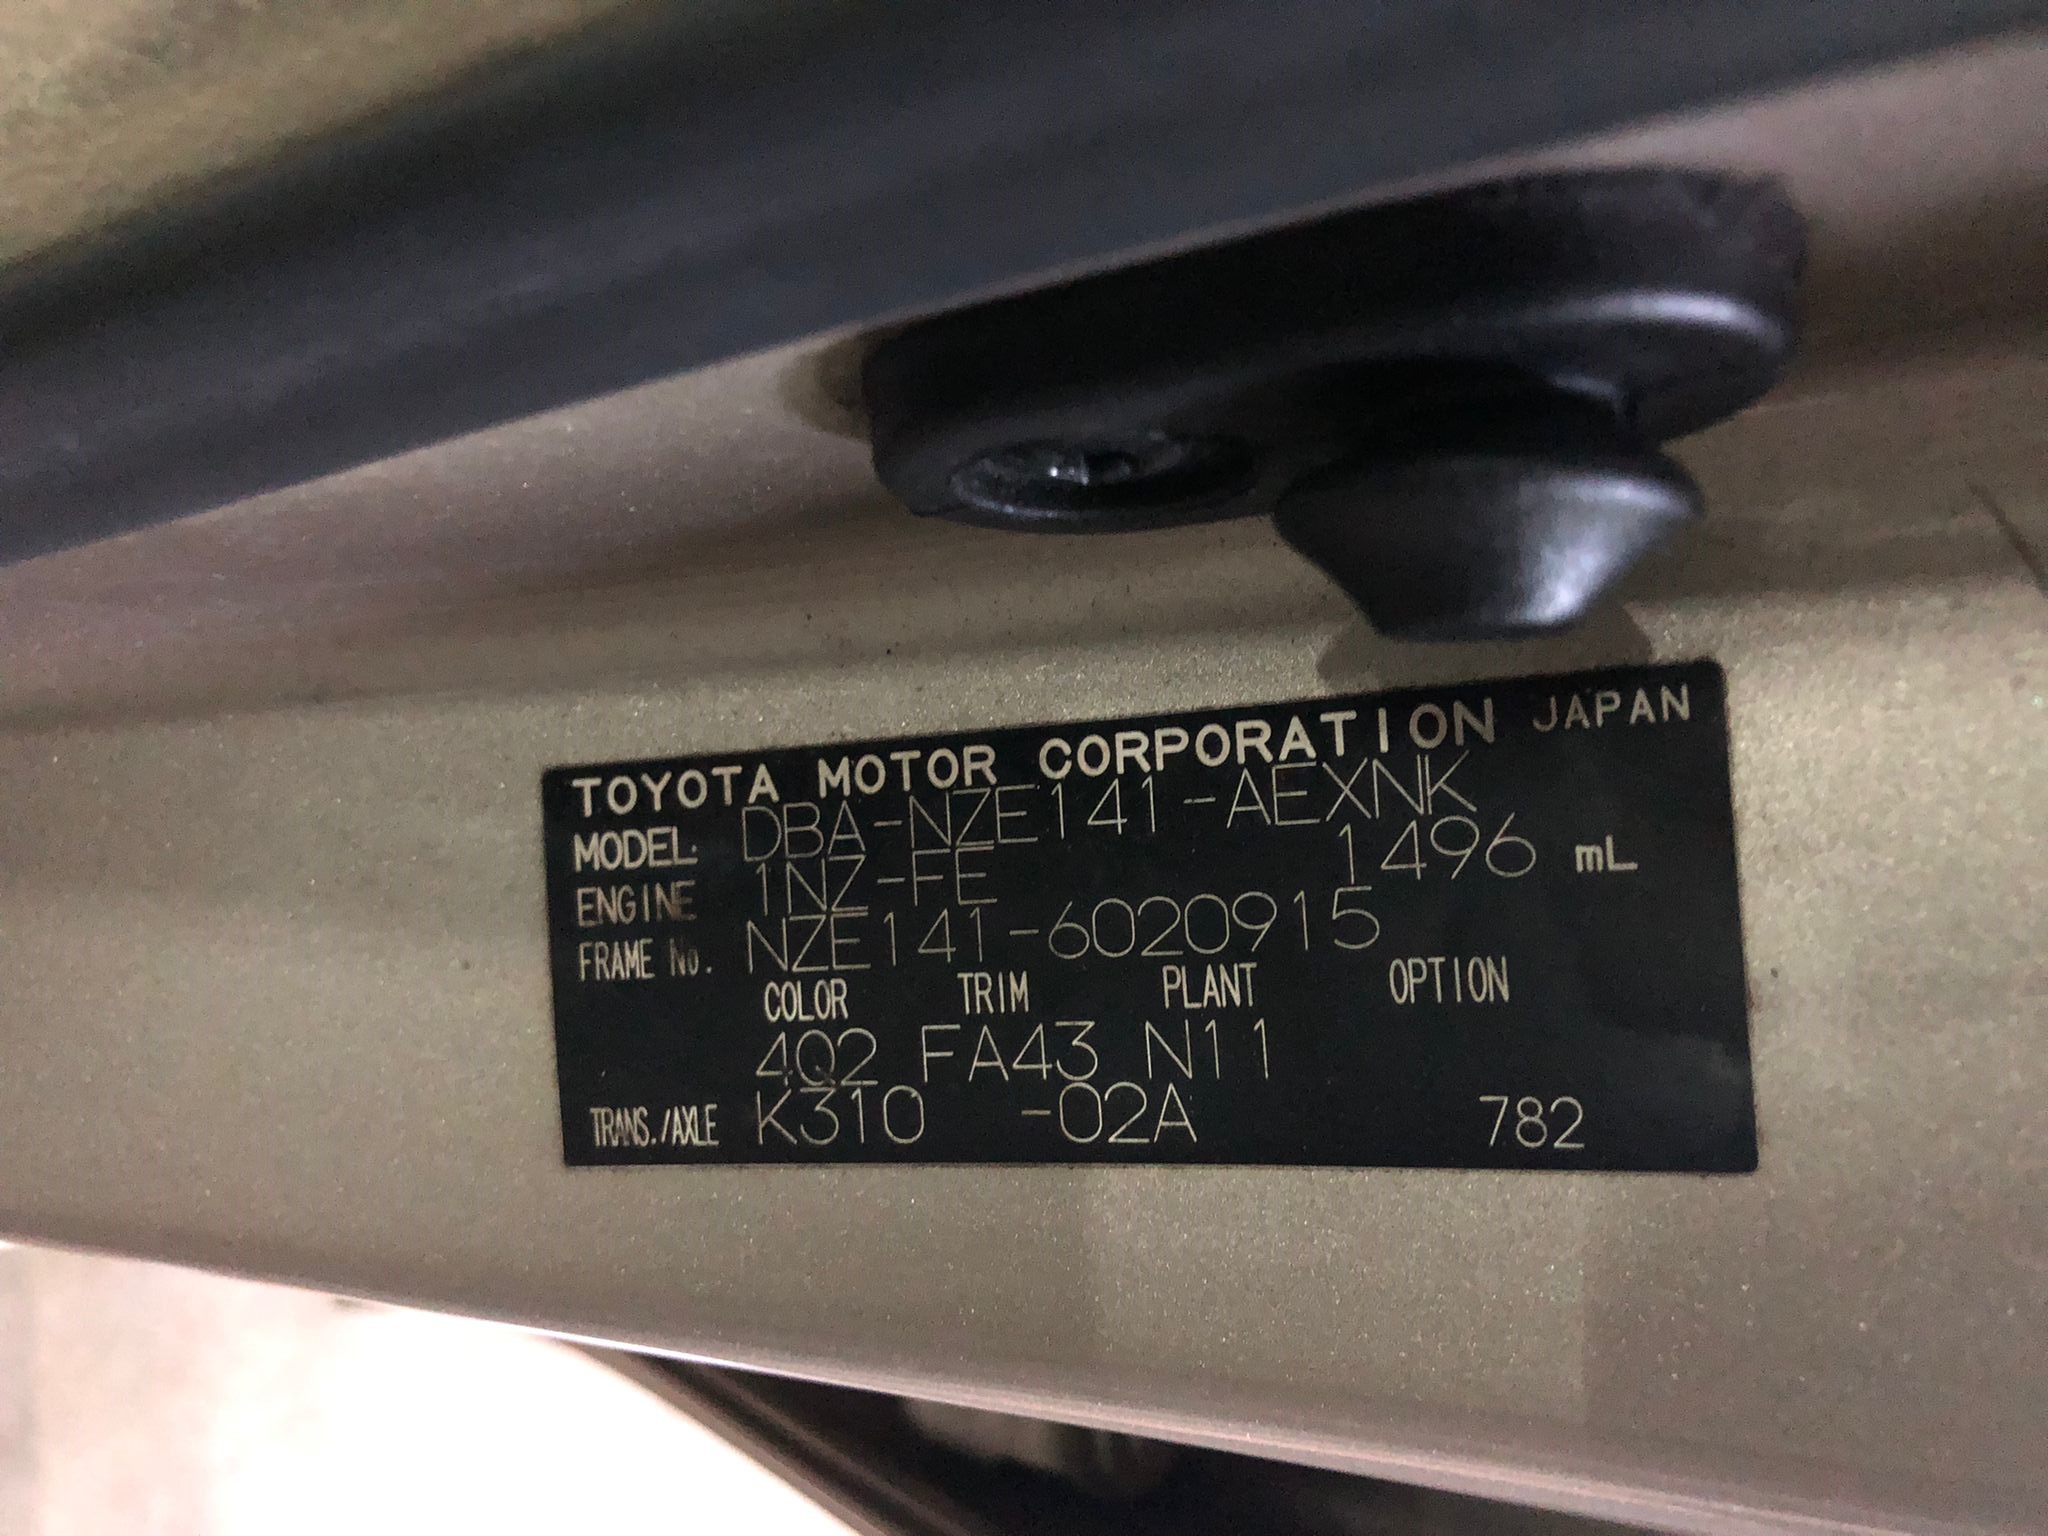 TOYOTA MOTOR CORPORATION JAPAN
MODEL DBA-NZE141-AEXNK
ENGINE 1NZ-FE 1496 mL
FRAME No. NZE141-6020915
COLOR TRIM PLANT OPTION
4Q2 FA43 N11
TRANS./AXLE K310 -02A 782